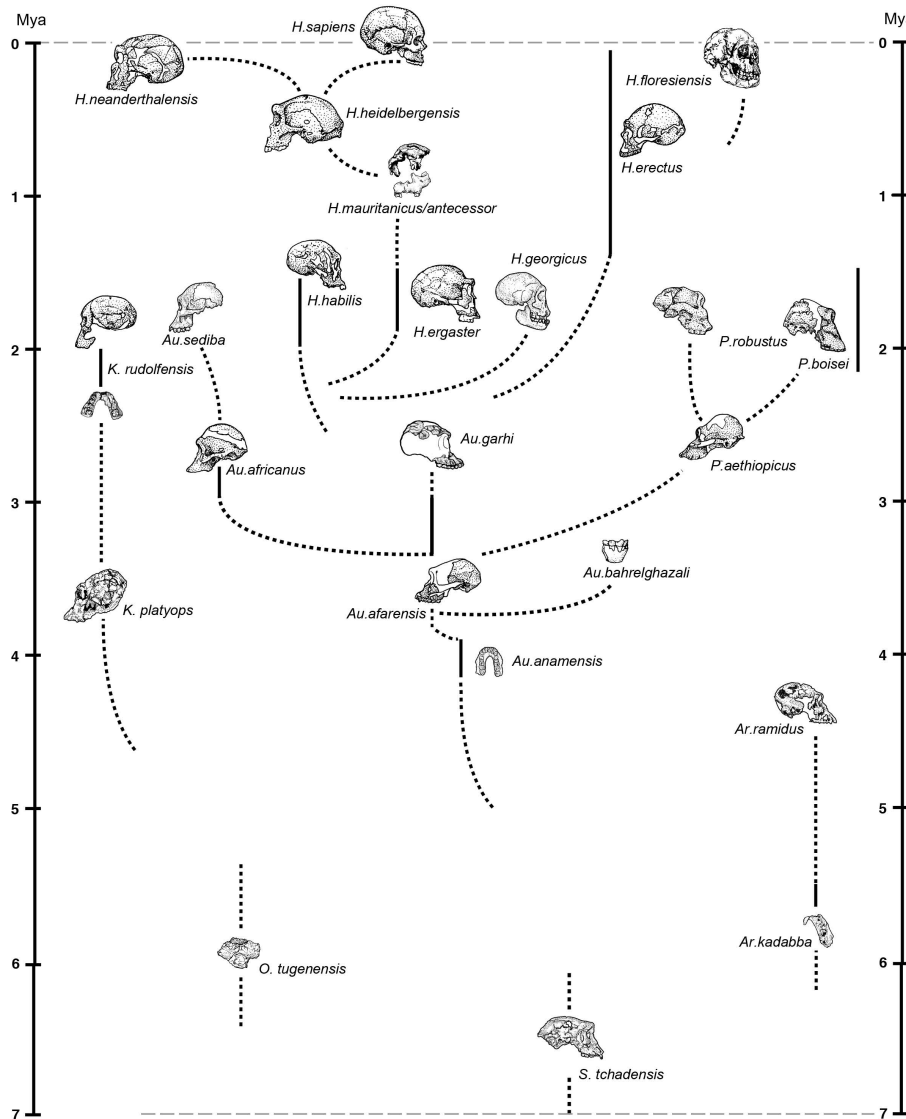 Mya
My
H.sapiens
0
0
H.neanderthalensis
H.floresiensis
H.heidelbergensis
H.erectus
1
1
H.mauritanicus/antecessor
H.georgicus
H.habilis
H.ergaster
Au.sediba
P.robustus
2
2
K. rudolfensis
P.boisei
Au.garhi
Au.africanus
P.aethiopicus
3
3
Au.bahrelghazali
K. platyops
Au.afarensis
4
4
Au.anamensis
Ar.ramidus
5
5
Ar.kadabba
6
6
O. tugenensis
S. tchadensis
7
7